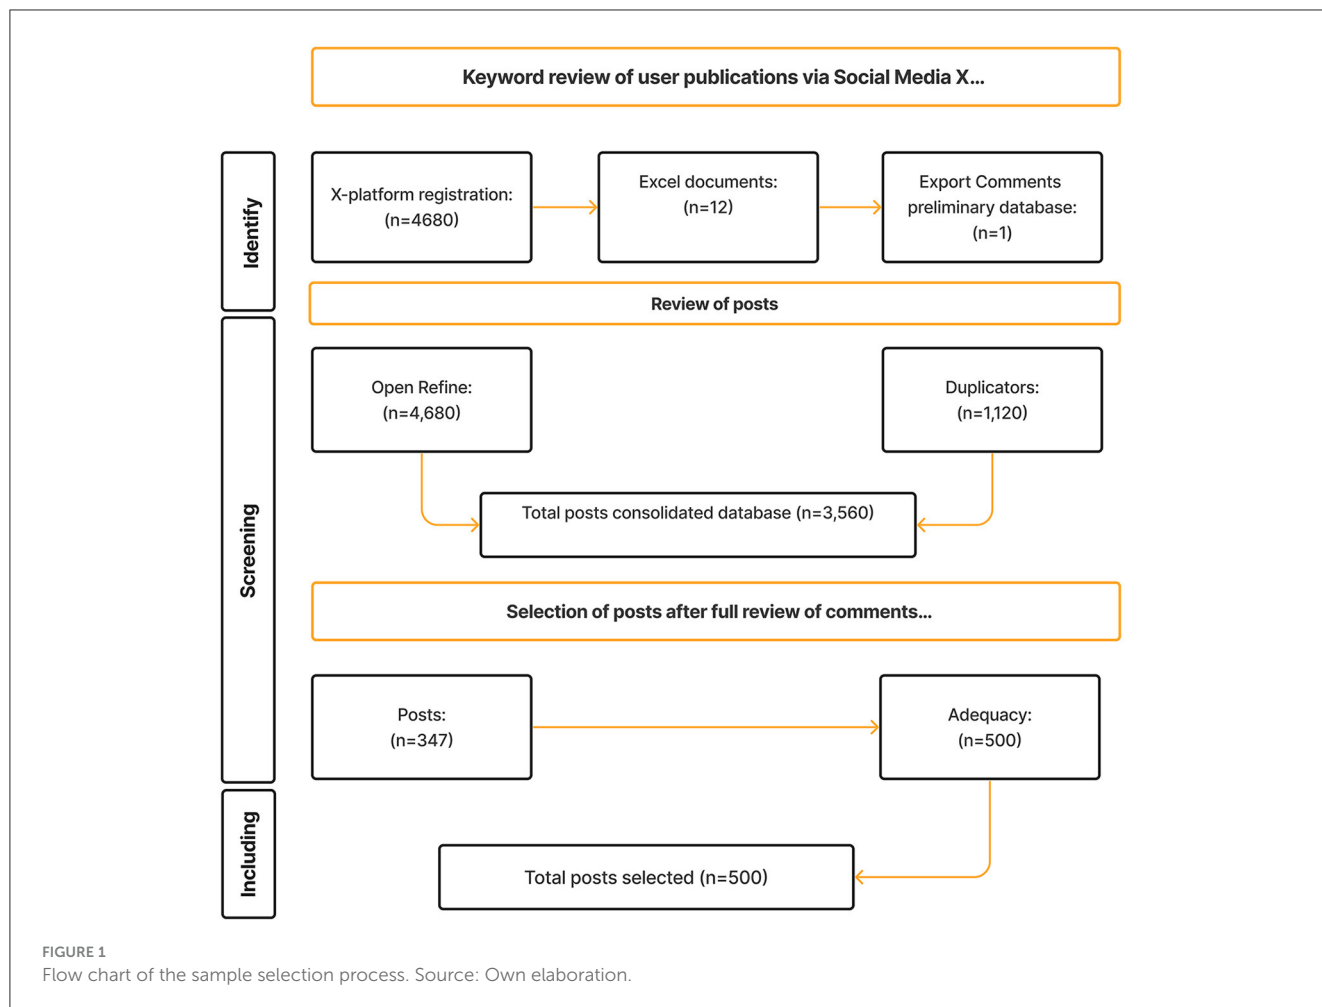 Keyword review of user publications via Social Media X...
Identify
X-platform registration:
(n=4680)
Excel documents:
(n=12)
Export Comments
preliminary database:
(n=1)
Review of posts
Screening
Open Refine:
(n=4,680)
Duplicators:
(n=1,120)
Total posts consolidated database (n=3,560)
Selection of posts after full review of comments...
Posts:
(n=347)
Adequacy:
(n=500)
Including
Total posts selected (n=500)
FIGURE 1
Flow chart of the sample selection process. Source: Own elaboration.